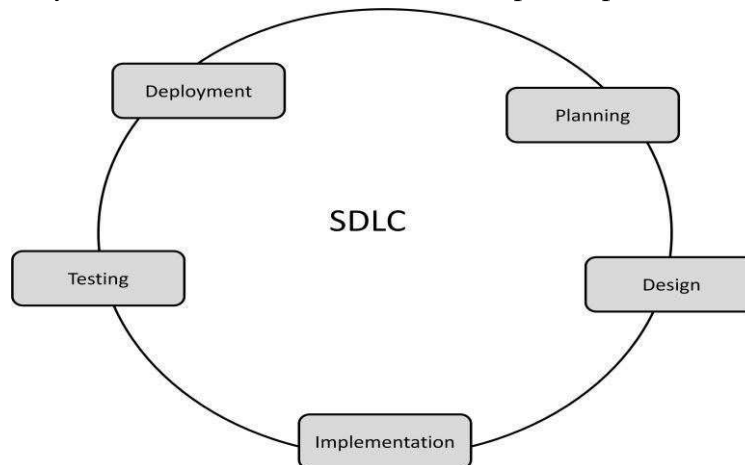 Deployment
Planning
SDLC
Testing
Design
Implementation